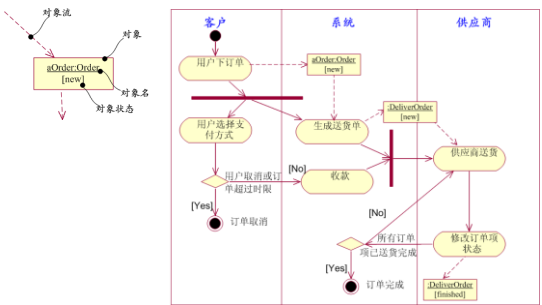 对象流
对象
aOrder:Order
[new]
对象名
对象状态
客户
系统
供应商
用户下订单
aOrder:Order
[new]
用户选择支
付方式
生成送货单
:DeliverOrder
[new]
供应商送货
用户取消或订
单超过时限
[No]
收款
[Yes]
订单取消
[No]
所有订单
项已送货完成
修改订单项
状态
[Yes]
订单完成
:DeliverOrder
[finished]